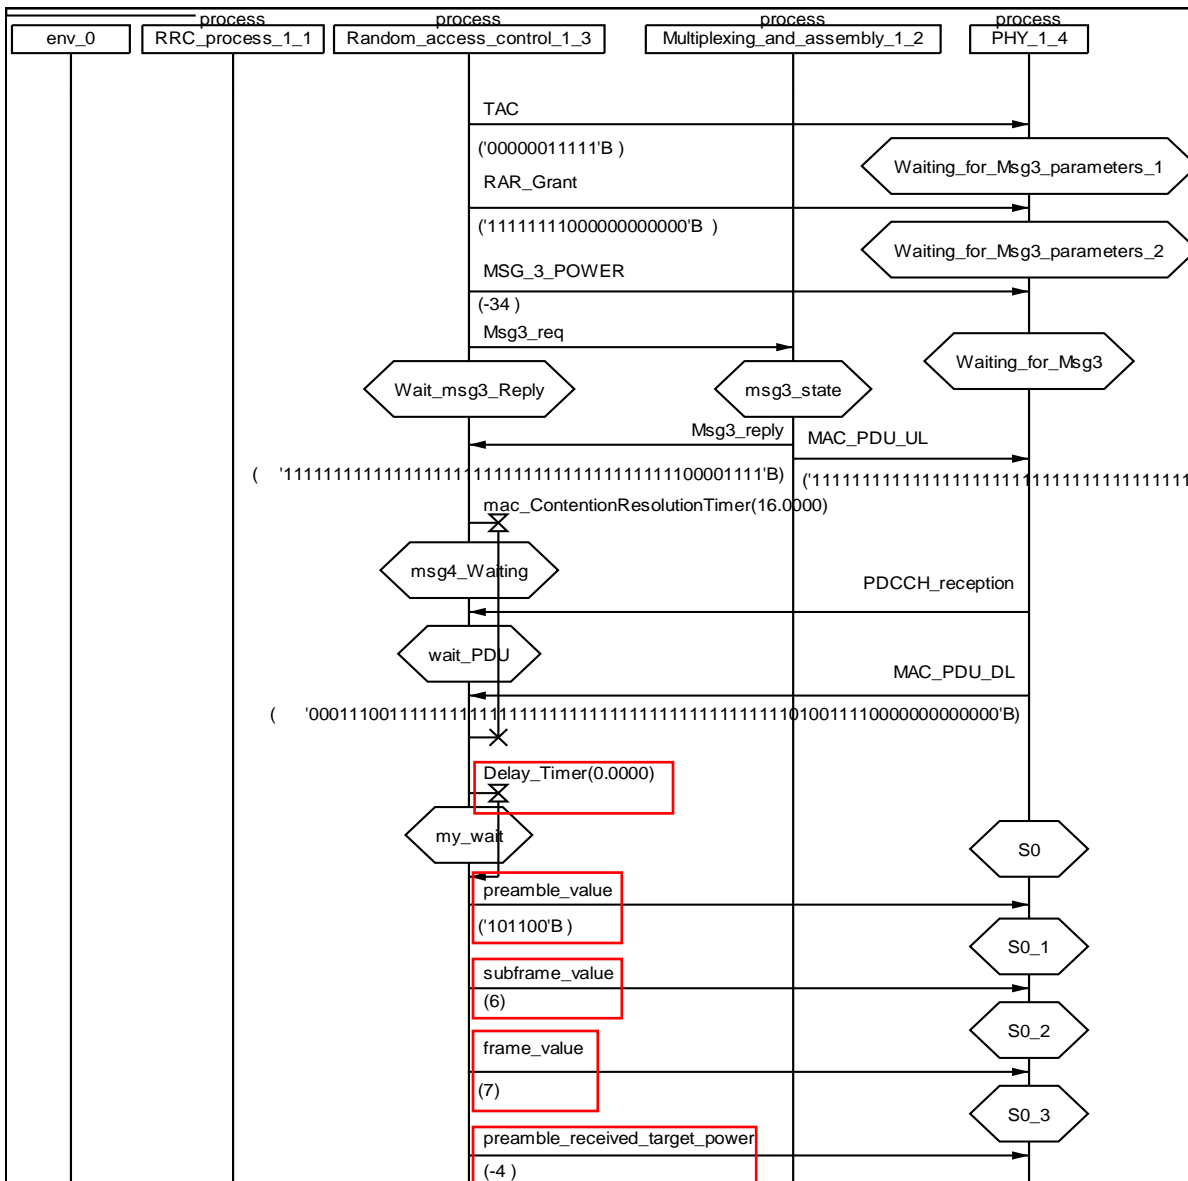 process process process process
env_0 RRC_process_1_1 Random_access_control_1_3 Multiplexing_and_assembly_1_2 PHY_1_4
TAC
('00000011111'B )
Waiting_for_Msg3_parameters_1
RAR_Grant
('11111111000000000000'B )
Waiting_for_Msg3_parameters_2
MSG_3_POWER
(-34 )
Msg3_req
Waiting_for_Msg3
Wait_msg3_Reply msg3_state
Msg3_reply MAC_PDU_UL
mac_ContentionResolutionTimer(16.0000)
msg4_Waiting
PDCCH_reception
wait_PDU
MAC_PDU_DL
Delay_Timer(0.0000)
my_wait
S0
preamble_value
('101100'B )
S0_1
subframe_value
(6)
S0_2
frame_value
(7)
S0_3
preamble_received_target_power
(-4 )